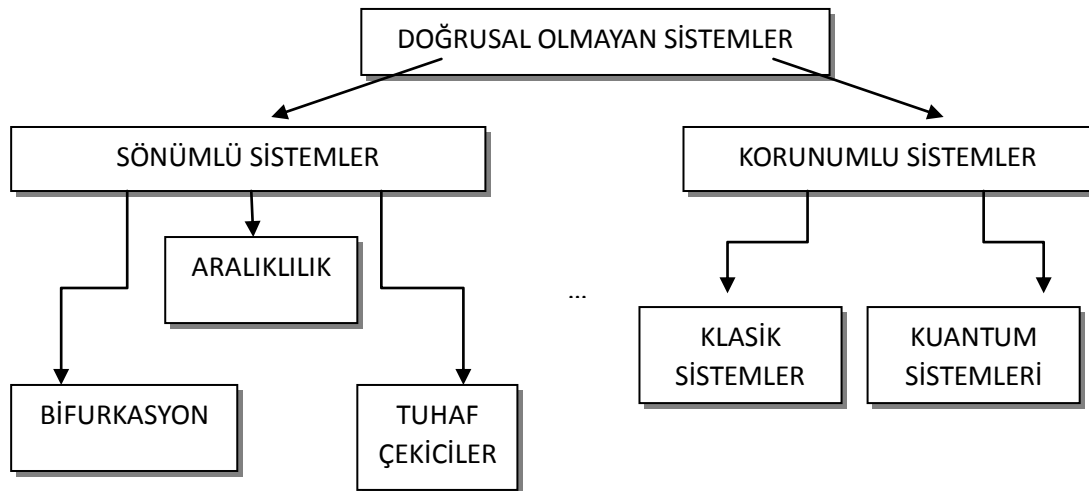 DOĞRUSAL OLMAYAN SİSTEMLER
SÖNÜMLÜ SİSTEMLER
KORUNUMLU SİSTEMLER
ARALIKLILIK
...
KLASİK
SİSTEMLER
KUANTUM
SİSTEMLERİ
BİFURKASYON
TUHAF
ÇEKİCİLER